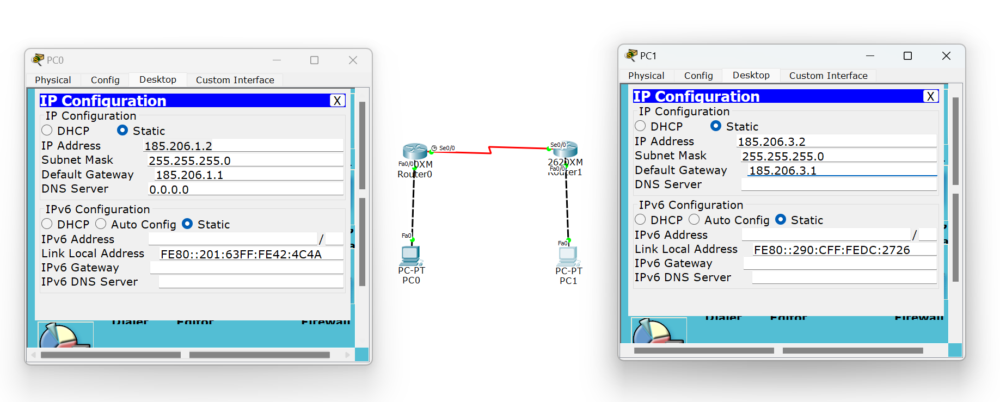 PC0
Physical Config Desktop Custom Interface
IP Configuration X
IP Configuration
DHCP Static
IP Address 185.206.1.2
Subnet Mask 255.255.255.0
Default Gateway 185.206.1.1
DNS Server 0.0.0.0
IPv6 Configuration
DHCP Auto Config Static
IPv6 Address /
Link Local Address FE80::201:63FF:FE42:4C4A
IPv6 Gateway
IPv6 DNS Server
Dialer Editor Firewall
Se0/0
Fa0/0 0XM
Router0
Fa0
PC-PT
PC0
Se0/0
2620XM
Fa0/0
Router1
Fa0
PC-PT
PC1
PC1
Physical Config Desktop Custom Interface
IP Configuration X
IP Configuration
DHCP Static
IP Address 185.206.3.2
Subnet Mask 255.255.255.0
Default Gateway 185.206.3.1
DNS Server
IPv6 Configuration
DHCP Auto Config Static
IPv6 Address /
Link Local Address FE80::290:CFF:FEDC:2726
IPv6 Gateway
IPv6 DNS Server
Dialer Editor Firewall